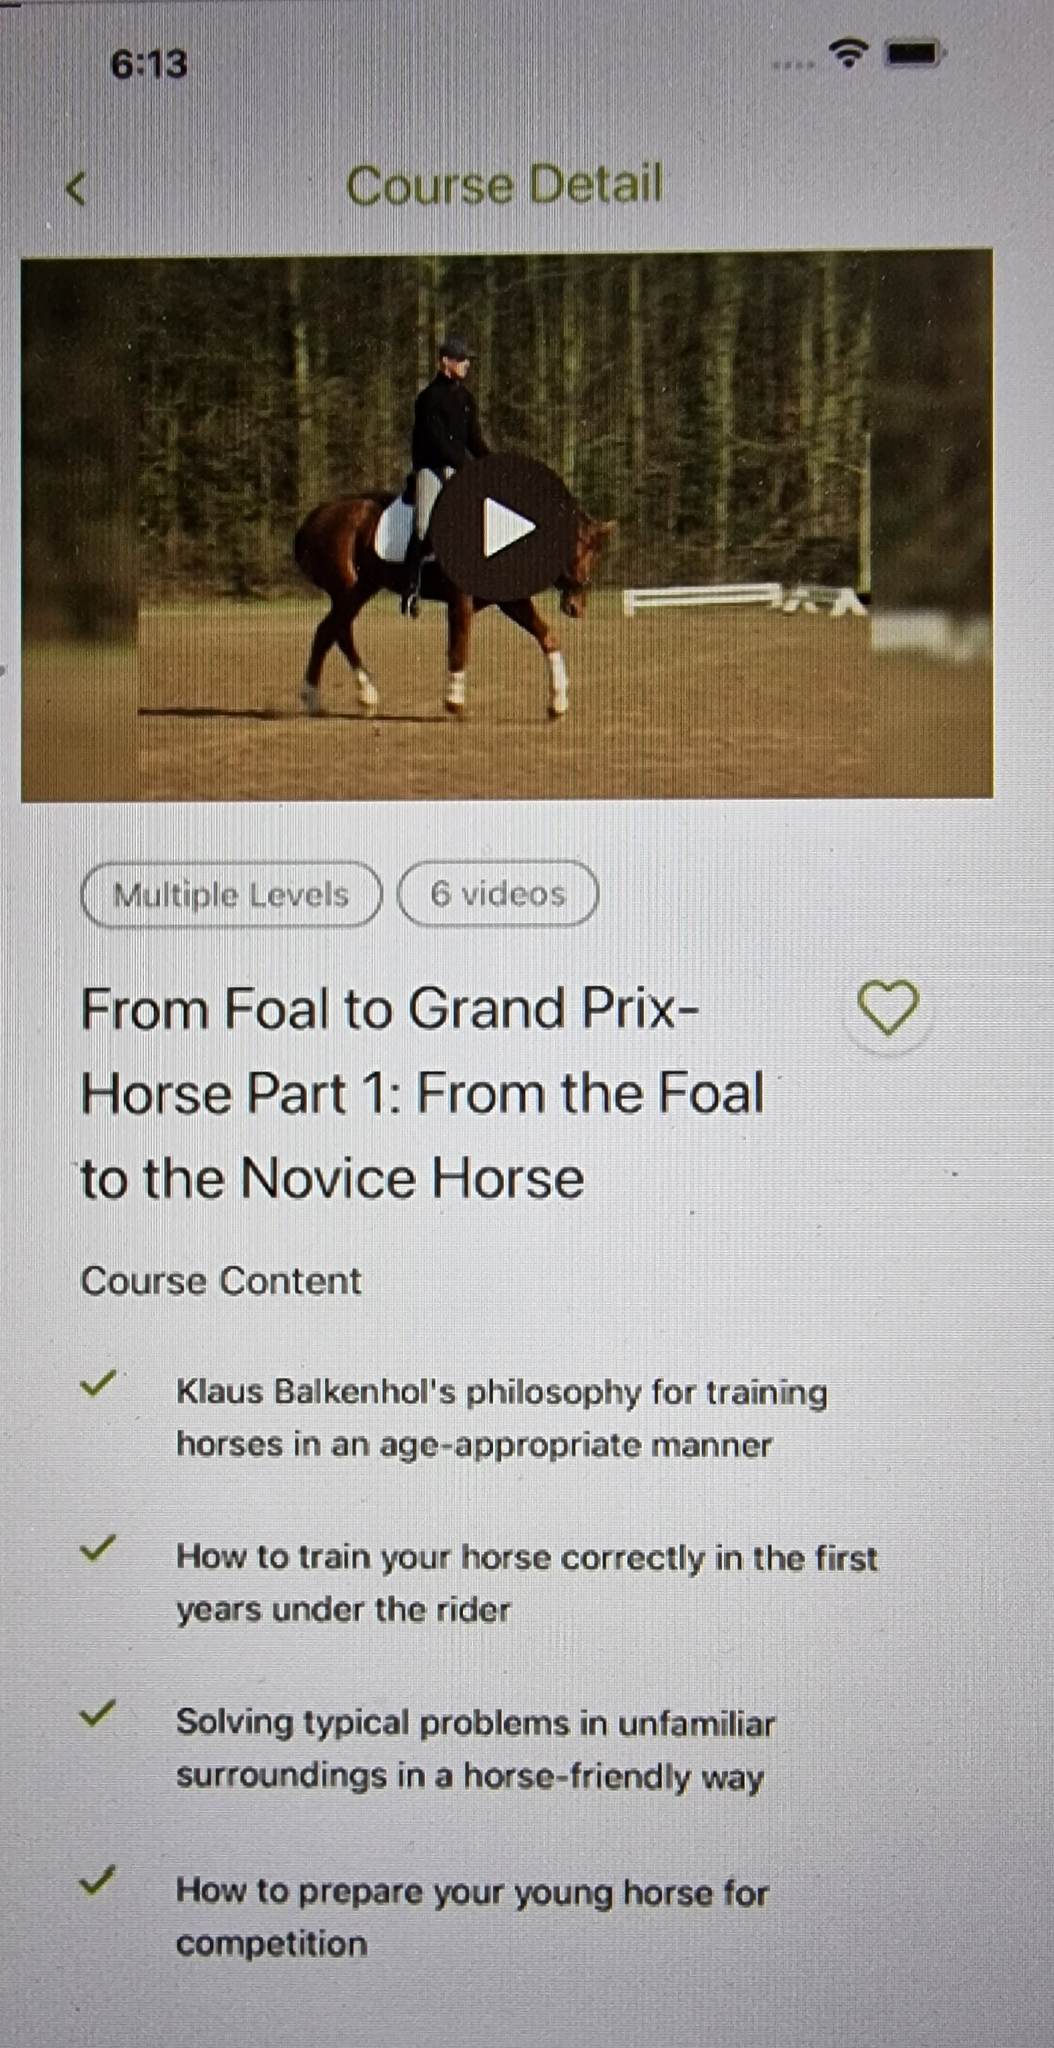 6:13
Course Detail
Multiple Levels
6 videos
From Foal to Grand Prix-
Horse Part 1: From the Foal
to the Novice Horse
Course Content
Klaus Balkenhol's philosophy for training
horses in an age-appropriate manner
How to train your horse correctly in the first
years under the rider
Solving typical problems in unfamiliar
surroundings in a horse-friendly way
How to prepare your young horse for
competition